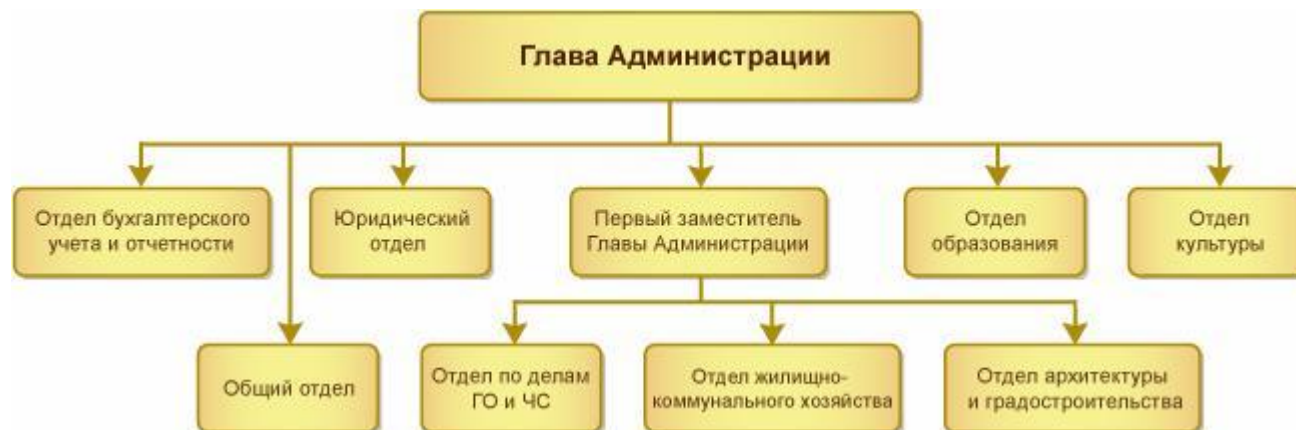 Глава Администрации
Отдел бухгалтерского
учета и отчетности
Юридический
отдел
Первый заместитель
Главы Администрации
Отдел
образования
Отдел
культуры
Общий отдел
Отдел по делам
ГО и ЧС
Отдел жилищно-
коммунального хозяйства
Отдел архитектуры
и градостроительства